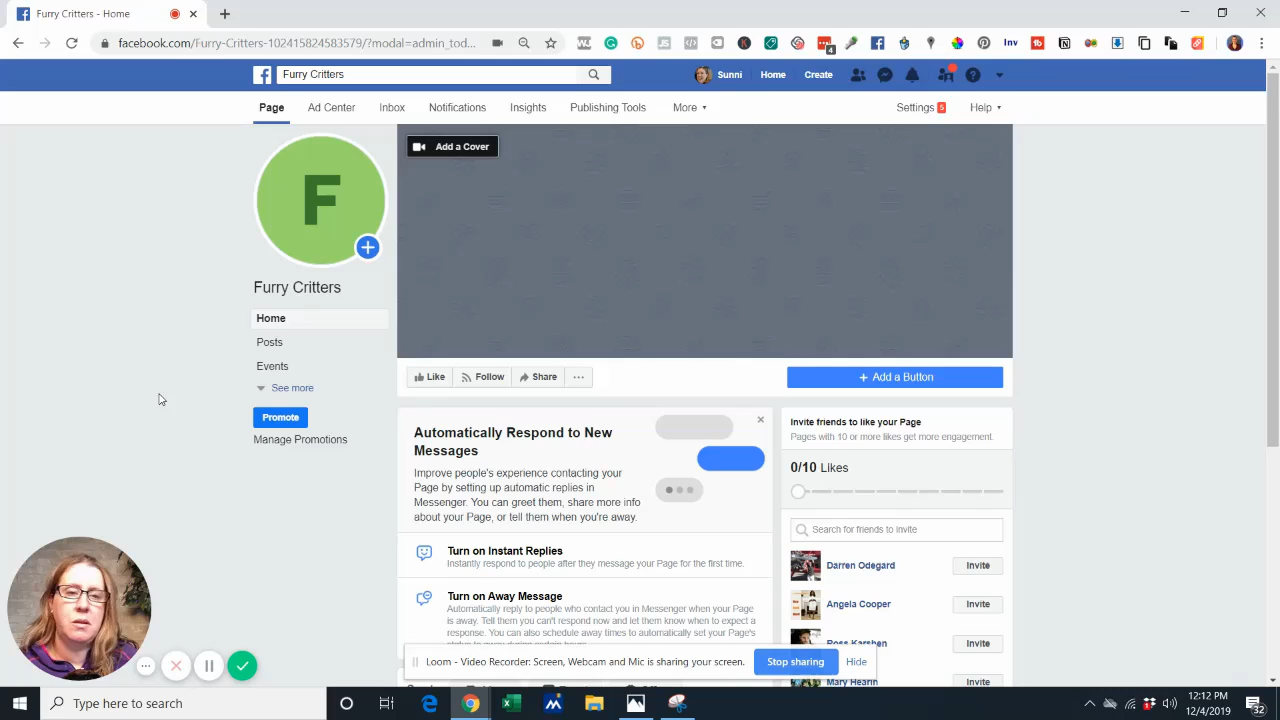 Furry Critters - Home
facebook.com/Furry-Critters-102415824583579/?modal=admin_tod...
4
Inv
Furry Critters
Sunni
Home
Create
Page
Ad Center
Inbox
Notifications
Insights
Publishing Tools
More
Settings 5
Help
F
Add a Cover
Furry Critters
Home
Posts
Events
See more
Promote
Manage Promotions
Like
Follow
Share
+ Add a Button
Automatically Respond to New
Messages
Improve people's experience contacting your
Page by setting up automatic replies in
Messenger. You can greet them, share more info
about your Page, or tell them when you're away.
Turn on Instant Replies
Instantly respond to people after they message your Page for the first time.
Turn on Away Message
Automatically reply to people who contact you in Messenger when your Page
is away. Tell them you can't respond now and let them know when to expect a
response. You can also schedule away times to automatically set your Page's
Invite friends to like your Page
Pages with 10 or more likes get more engagement.
0/10 Likes
Search for friends to invite
Darren Odegard
Invite
Angela Cooper
Invite
Ross Karshen
Invite
Mary Hearin
Invite
Loom - Video Recorder: Screen, Webcam and Mic is sharing your screen.
Stop sharing
Hide
Type here to search
12:12 PM
12/4/2019
32